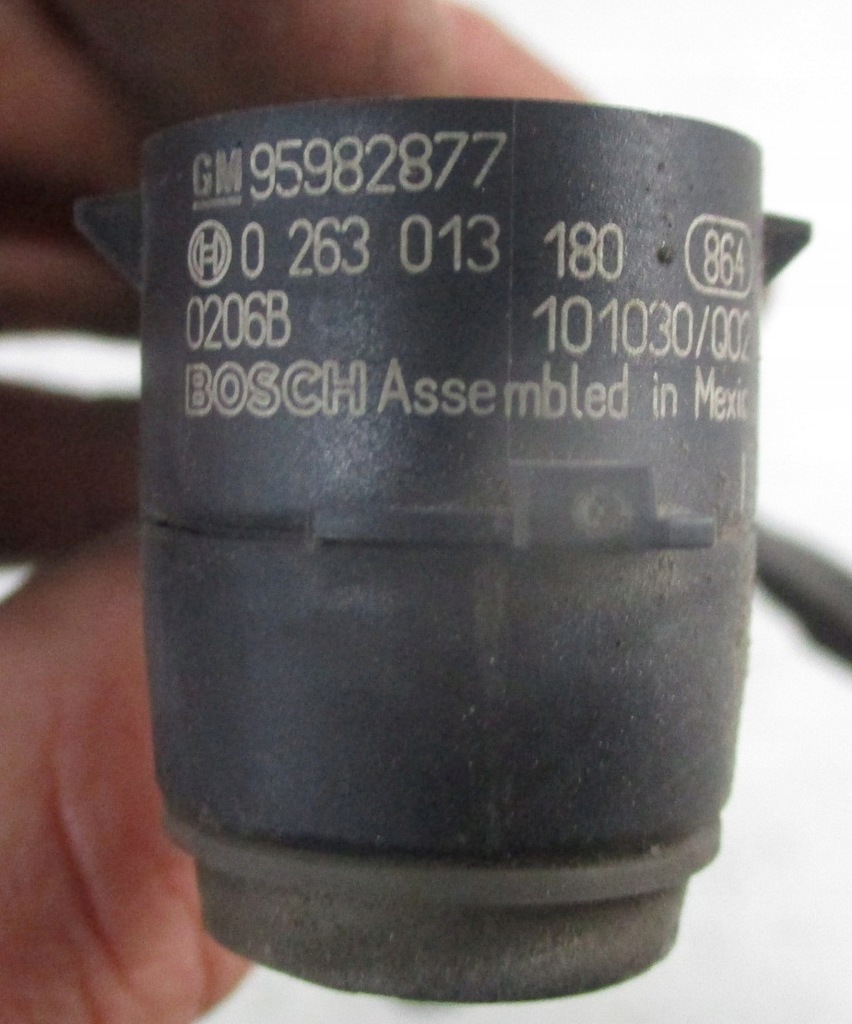 GM 95982877
0 263 013 180 864
0206B 101030/Q02
BOSCH Assembled in Mexic